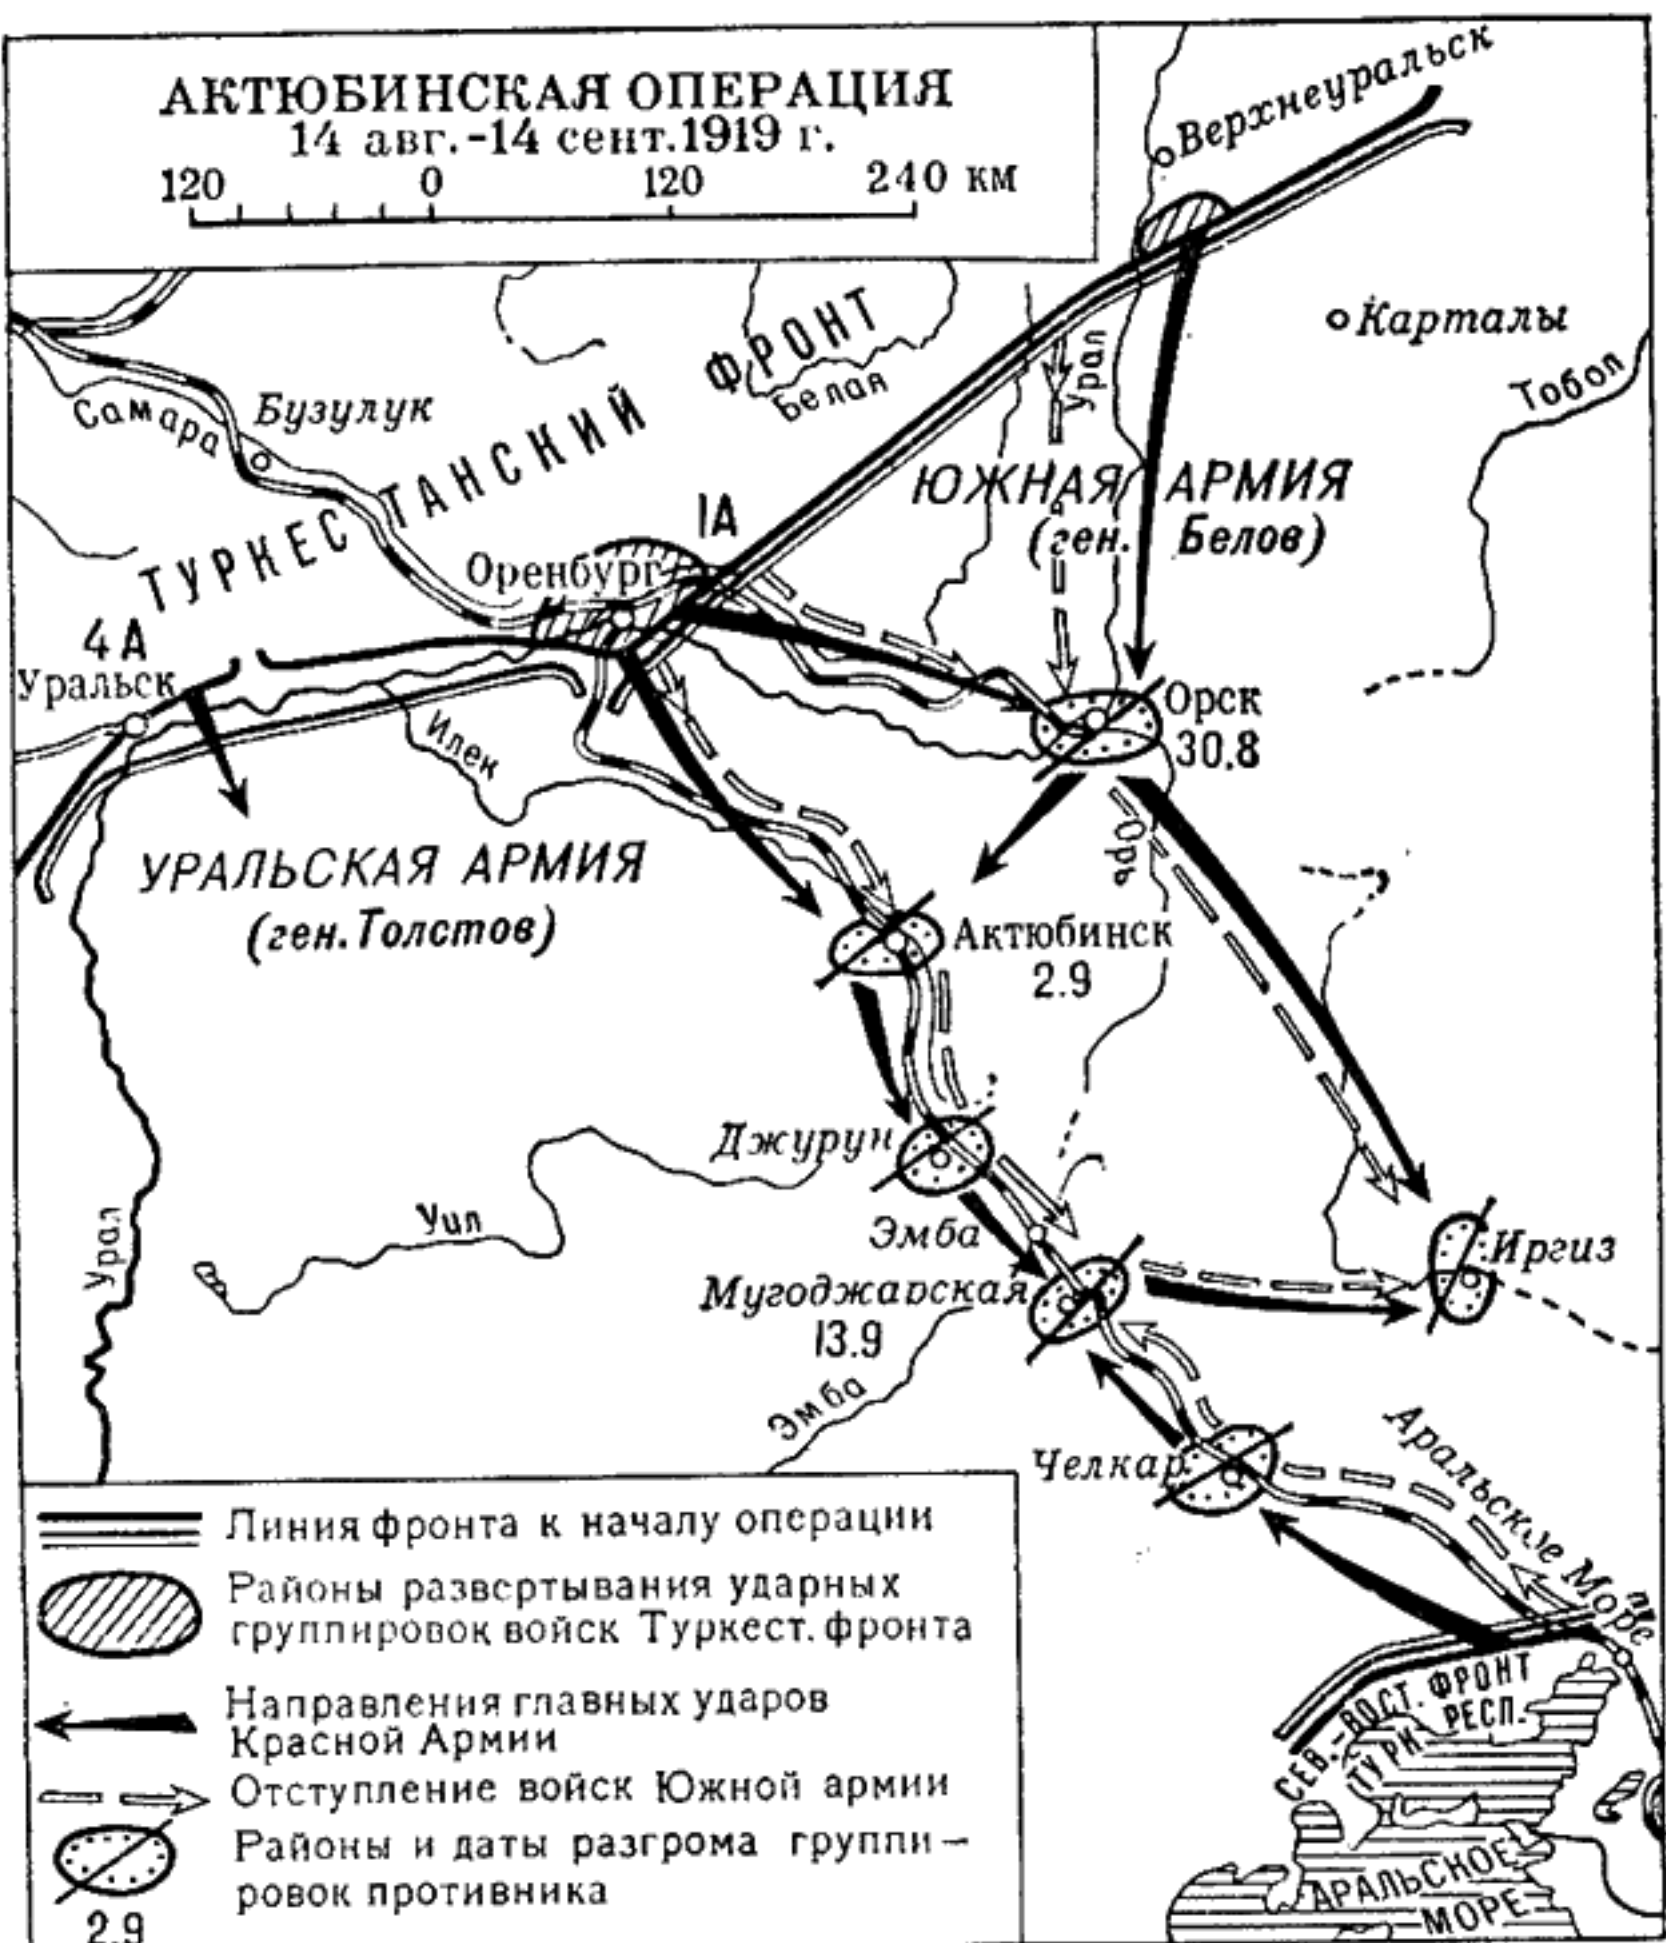 АКТЮБИНСКАЯ ОПЕРАЦИЯ
14 авг.-14 сент.1919 г.
120 0 120 240 км
Верхнеуральск
Карталы
Тобол
Урал
Белая
ТУРКЕСТАНСКИЙ ФРОНТ
Самара
Бузулук
1А
ЮЖНАЯ АРМИЯ
(ген. Белов)
Оренбург
4А
Уральск
Илек
Орск
30.8
Орь
УРАЛЬСКАЯ АРМИЯ
(ген.Толстов)
Актюбинск
2.9
Джурун
Уил
Урал
Эмба
Мугоджарская
13.9
Иргиз
Эмба
Челкар
Аральское Море
СЕВ.-ВОСТ. ФРОНТ
ТУРК. РЕСП.
АРАЛЬСКОЕ
МОРЕ
Линия фронта к началу операции
Районы развертывания ударных
группировок войск Туркест. фронта
Направления главных ударов
Красной Армии
Отступление войск Южной армии
Районы и даты разгрома группи-
ровок противника
2.9